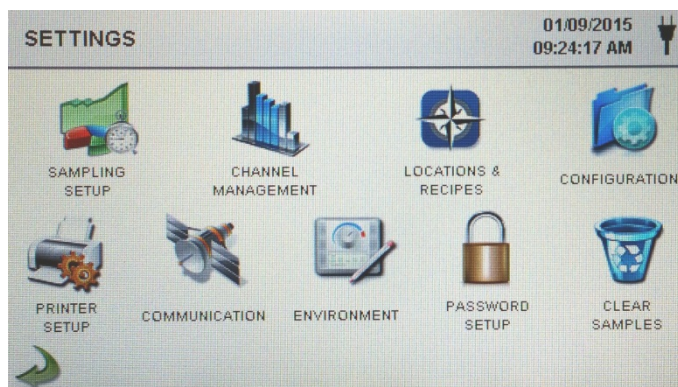 SETTINGS
01/09/2015
09:24:17 AM
SAMPLING
SETUP
CHANNEL
MANAGEMENT
LOCATIONS &
RECIPES
CONFIGURATION
PRINTER
SETUP
COMMUNICATION
ENVIRONMENT
PASSWORD
SETUP
CLEAR
SAMPLES